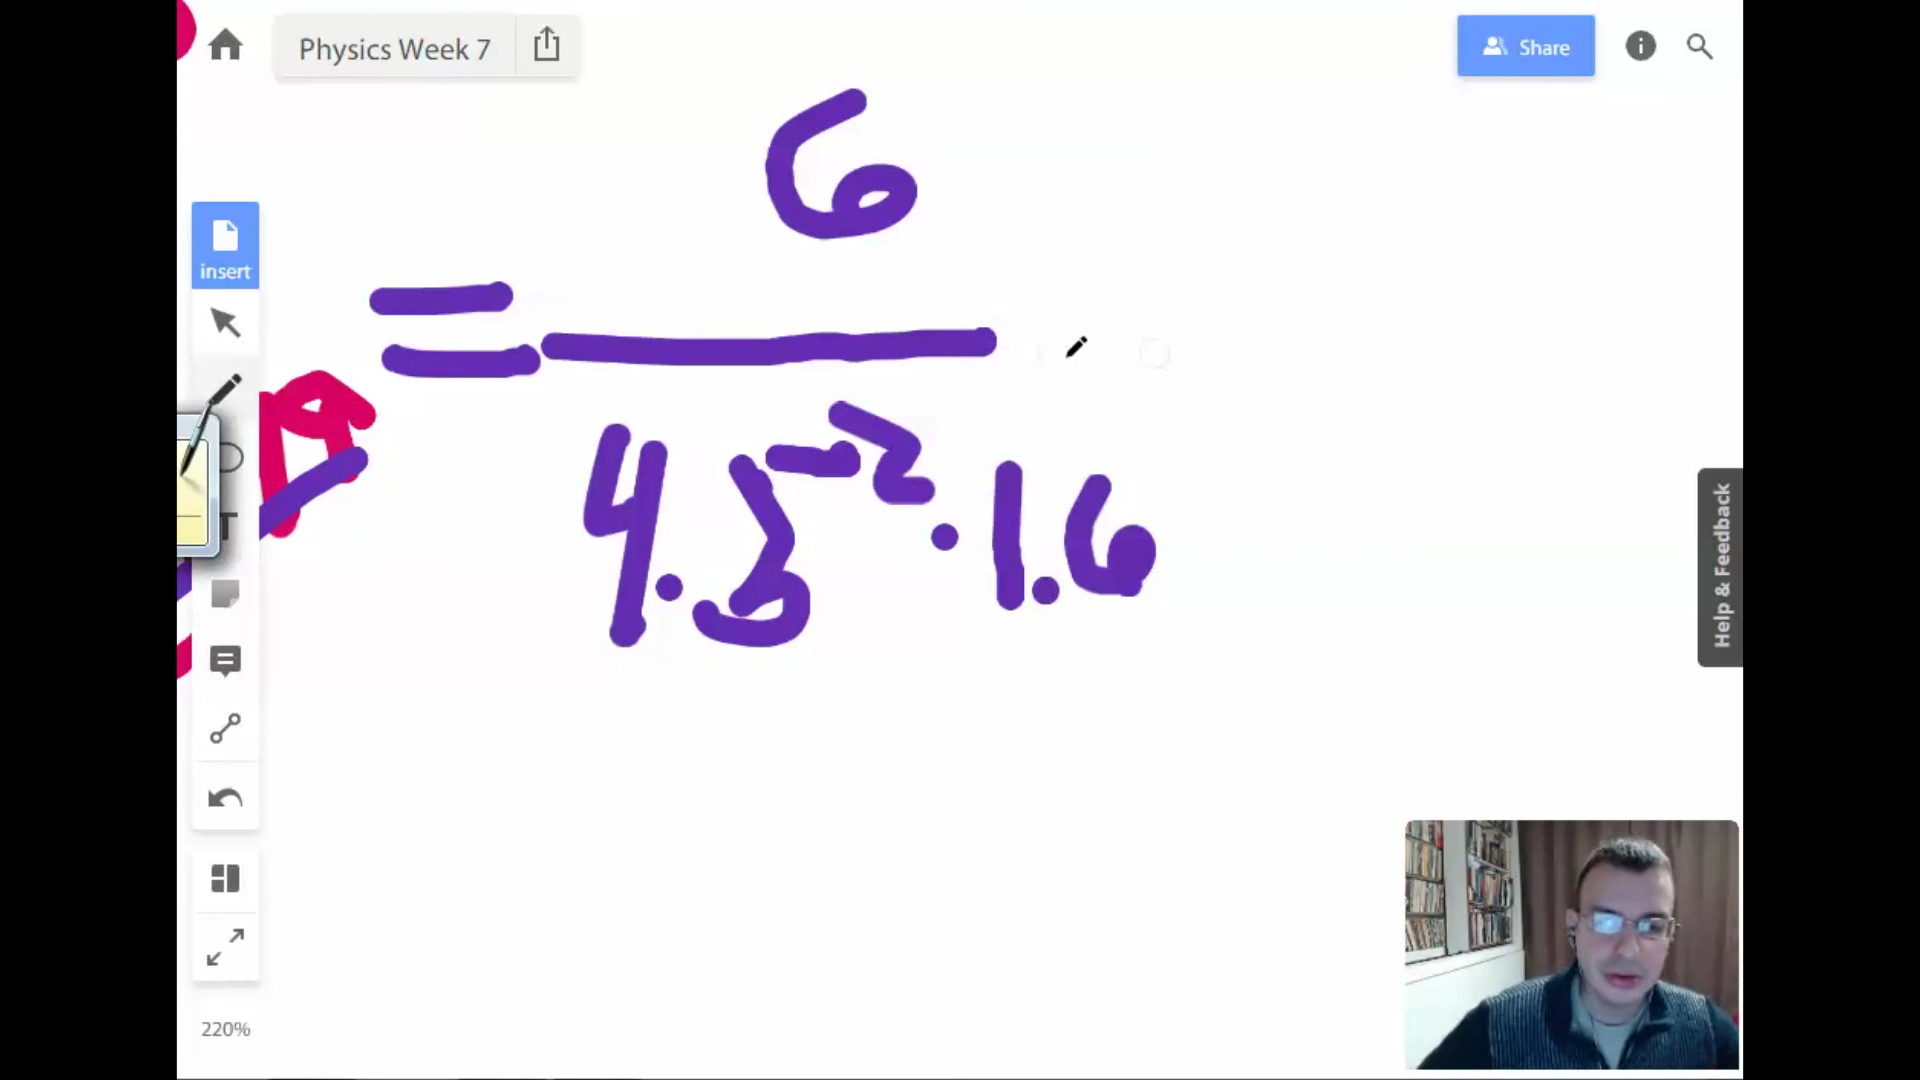 Physics Week 7
Share
insert
= 6
4.5⁻² · 1.6
T
Help & Feedback
220%